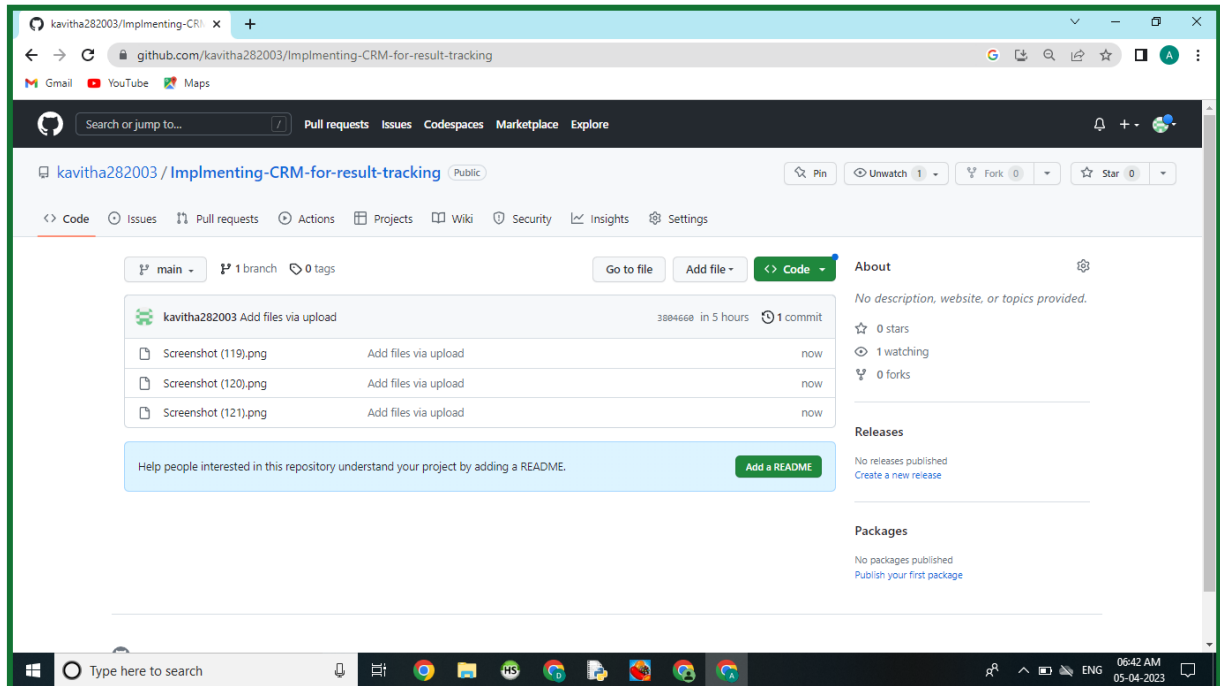 kavitha282003/Implmenting-CRM
github.com/kavitha282003/Implmenting-CRM-for-result-tracking
Gmail YouTube Maps
Search or jump to... / Pull requests Issues Codespaces Marketplace Explore
kavitha282003 / Implmenting-CRM-for-result-tracking Public Pin Unwatch 1 Fork 0 Star 0
<> Code Issues Pull requests Actions Projects Wiki Security Insights Settings
main 1 branch 0 tags Go to file Add file <> Code
kavitha282003 Add files via upload 3804660 in 5 hours 1 commit
Screenshot (119).png Add files via upload now
Screenshot (120).png Add files via upload now
Screenshot (121).png Add files via upload now
Help people interested in this repository understand your project by adding a README. Add a README
About
No description, website, or topics provided.
0 stars
1 watching
0 forks
Releases
No releases published
Create a new release
Packages
No packages published
Publish your first package
Type here to search HS ENG 06:42 AM
05-04-2023